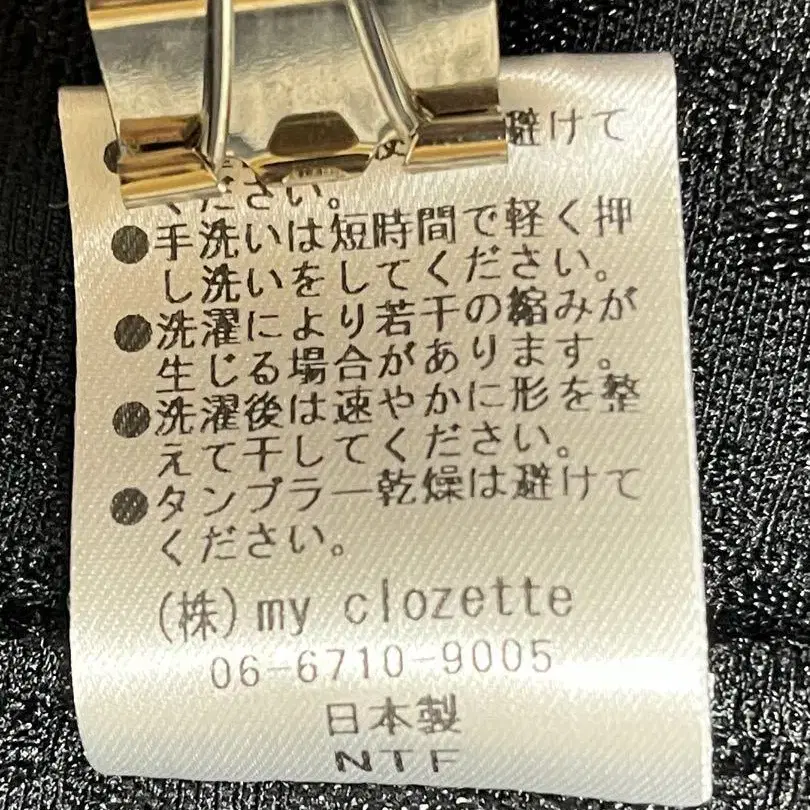 避けて
ください。
●手洗いは短時間で軽く押
し洗いをしてください。
●洗濯により若干の縮みが
生じる場合があります。
●洗濯後は速やかに形を整
えて干してください。
●タンブラー乾燥は避けて
ください。
(株)my clozette
06-6710-9005
日本製
NTF